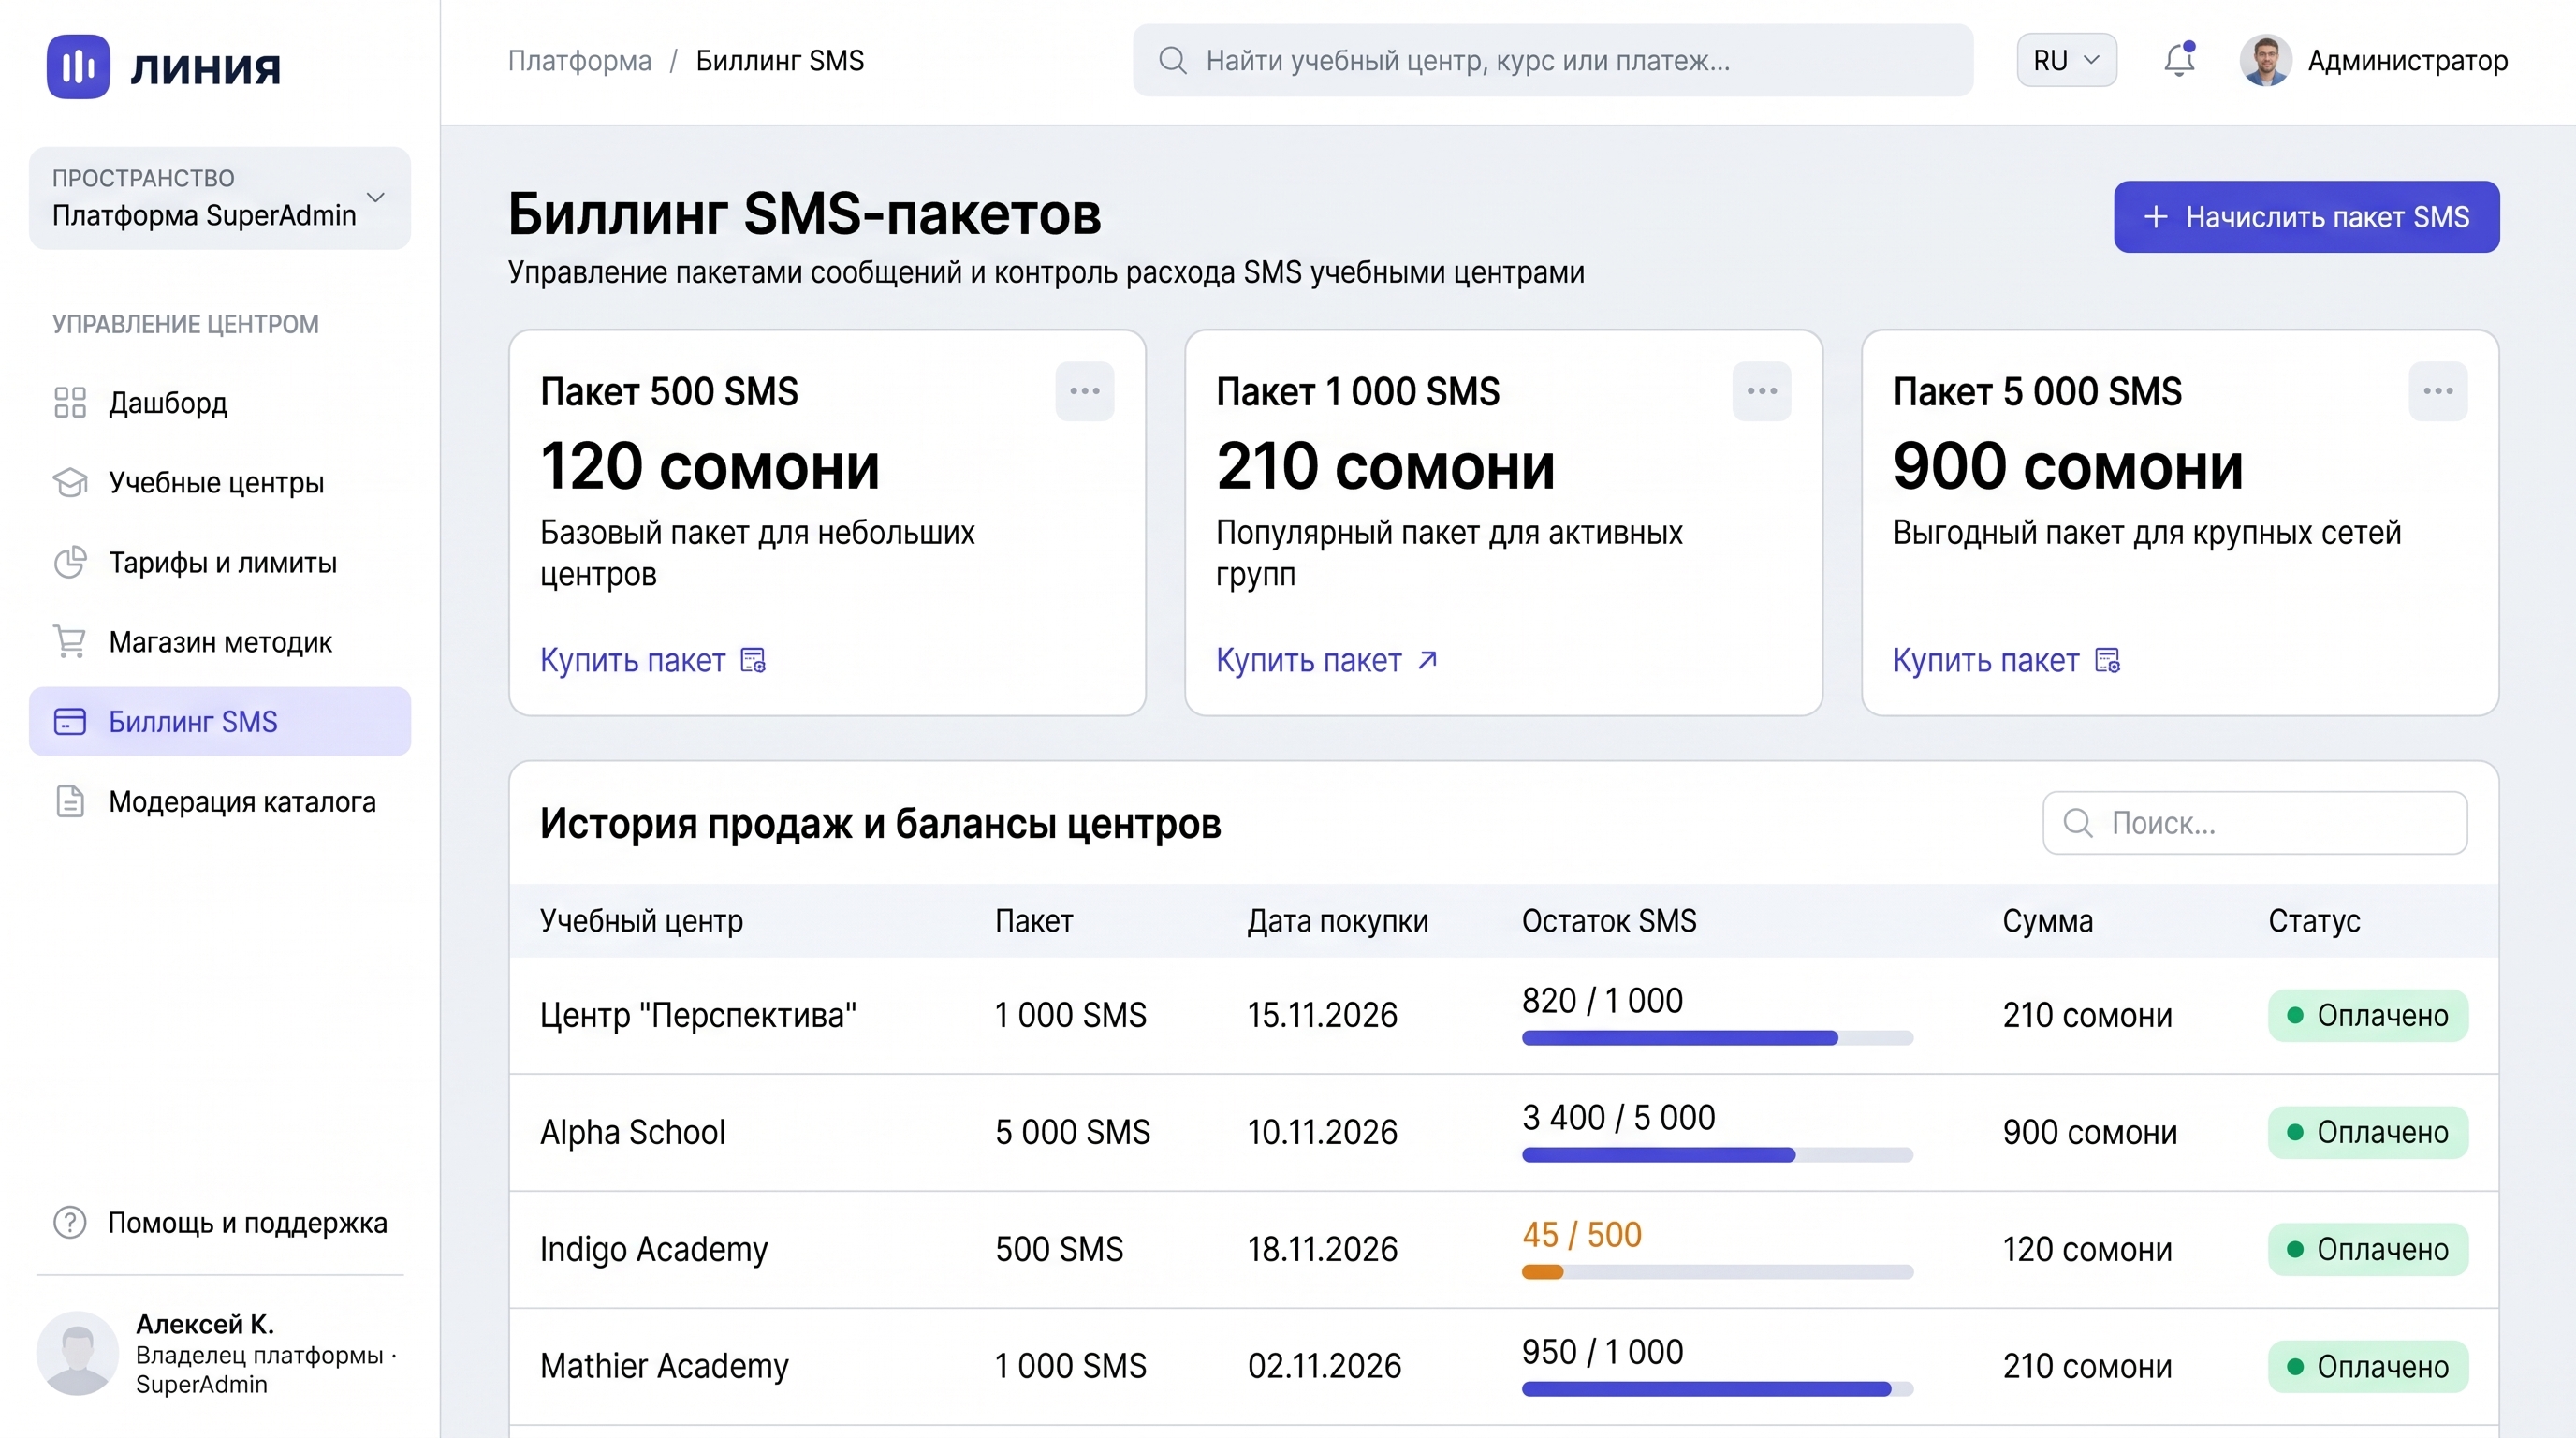 ЛИНИЯ
ПРОСТРАНСТВО
Платформа SuperAdmin
УПРАВЛЕНИЕ ЦЕНТРОМ
Дашборд
Учебные центры
Тарифы и лимиты
Магазин методик
Биллинг SMS
Модерация каталога
Помощь и поддержка
Алексей К.
Владелец платформы ·
SuperAdmin
Платформа / Биллинг SMS
Найти учебный центр, курс или платеж...
RU
Администратор
Биллинг SMS-пакетов
Управление пакетами сообщений и контроль расхода SMS учебными центрами
+ Начислить пакет SMS
Пакет 500 SMS
120 сомони
Базовый пакет для небольших
центров
Купить пакет
Пакет 1 000 SMS
210 сомони
Популярный пакет для активных
групп
Купить пакет
Пакет 5 000 SMS
900 сомони
Выгодный пакет для крупных сетей
Купить пакет
История продаж и балансы центров
Поиск...
Учебный центр Пакет Дата покупки Остаток SMS Сумма Статус
Центр "Перспектива" 1 000 SMS 15.11.2026 820 / 1 000 210 сомони Оплачено
Alpha School 5 000 SMS 10.11.2026 3 400 / 5 000 900 сомони Оплачено
Indigo Academy 500 SMS 18.11.2026 45 / 500 120 сомони Оплачено
Mathier Academy 1 000 SMS 02.11.2026 950 / 1 000 210 сомони Оплачено